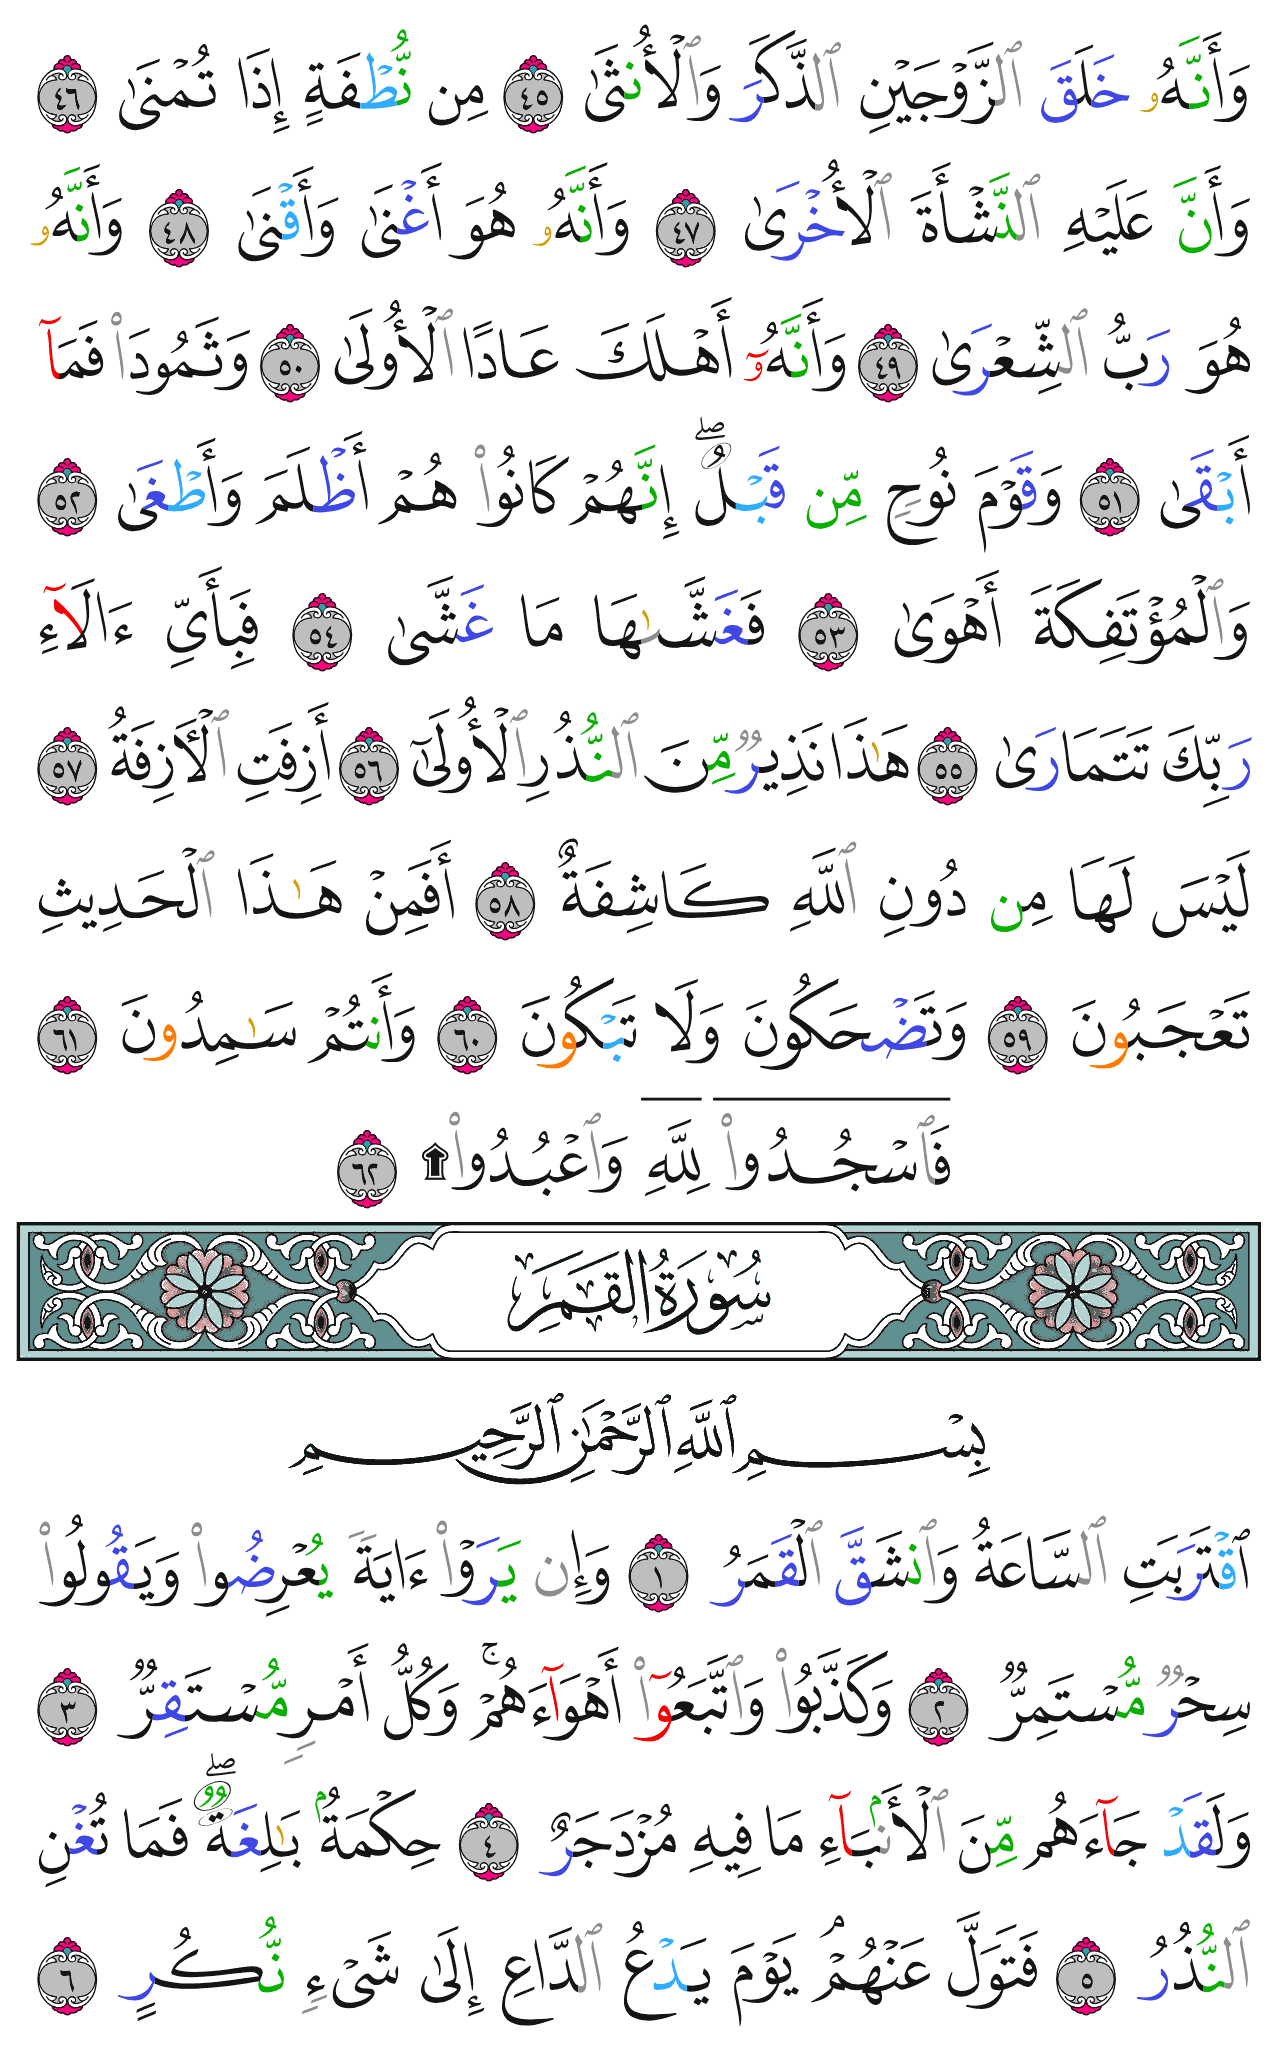 وَأَنَّهُۥ خَلَقَ ٱلزَّوْجَيْنِ ٱلذَّكَرَ وَٱلْأُنثَىٰ ٤٥ مِن نُّطْفَةٍ إِذَا تُمْنَىٰ ٤٦
وَأَنَّ عَلَيْهِ ٱلنَّشْأَةَ ٱلْأُخْرَىٰ ٤٧ وَأَنَّهُۥ هُوَ أَغْنَىٰ وَأَقْنَىٰ ٤٨ وَأَنَّهُۥ
هُوَ رَبُّ ٱلشِّعْرَىٰ ٤٩ وَأَنَّهُۥٓ أَهْلَكَ عَادًا ٱلْأُولَىٰ ٥٠ وَثَمُودَا۟ فَمَآ
أَبْقَىٰ ٥١ وَقَوْمَ نُوحٍ مِّن قَبْلُ ۖ إِنَّهُمْ كَانُوا۟ هُمْ أَظْلَمَ وَأَطْغَىٰ ٥٢
وَٱلْمُؤْتَفِكَةَ أَهْوَىٰ ٥٣ فَغَشَّىٰهَا مَا غَشَّىٰ ٥٤ فَبِأَىِّ ءَالَآءِ
رَبِّكَ تَتَمَارَىٰ ٥٥ هَـٰذَا نَذِيرٌ مِّنَ ٱلنُّذُرِ ٱلْأُولَىٰٓ ٥٦ أَزِفَتِ ٱلْـَٔازِفَةُ ٥٧
لَيْسَ لَهَا مِن دُونِ ٱللَّهِ كَاشِفَةٌ ٥٨ أَفَمِنْ هَـٰذَا ٱلْحَدِيثِ
تَعْجَبُونَ ٥٩ وَتَضْحَكُونَ وَلَا تَبْكُونَ ٦٠ وَأَنتُمْ سَـٰمِدُونَ ٦١
فَٱسْجُدُوا۟ لِلَّهِ وَٱعْبُدُوا۟ ۩ ٦٢
سُورَةُ القَمَرِ
بِسْمِ ٱللَّهِ ٱلرَّحْمَـٰنِ ٱلرَّحِيمِ
ٱقْتَرَبَتِ ٱلسَّاعَةُ وَٱنشَقَّ ٱلْقَمَرُ ١ وَإِن يَرَوْا۟ ءَايَةً يُعْرِضُوا۟ وَيَقُولُوا۟
سِحْرٌ مُّسْتَمِرٌّ ٢ وَكَذَّبُوا۟ وَٱتَّبَعُوٓا۟ أَهْوَآءَهُمْ ۚ وَكُلُّ أَمْرٍ مُّسْتَقِرٌّ ٣
وَلَقَدْ جَآءَهُم مِّنَ ٱلْأَنۢبَآءِ مَا فِيهِ مُزْدَجَرٌ ٤ حِكْمَةٌۢ بَـٰلِغَةٌ ۖ فَمَا تُغْنِ
ٱلنُّذُرُ ٥ فَتَوَلَّ عَنْهُمْ ۘ يَوْمَ يَدْعُ ٱلدَّاعِ إِلَىٰ شَىْءٍ نُّكُرٍ ٦